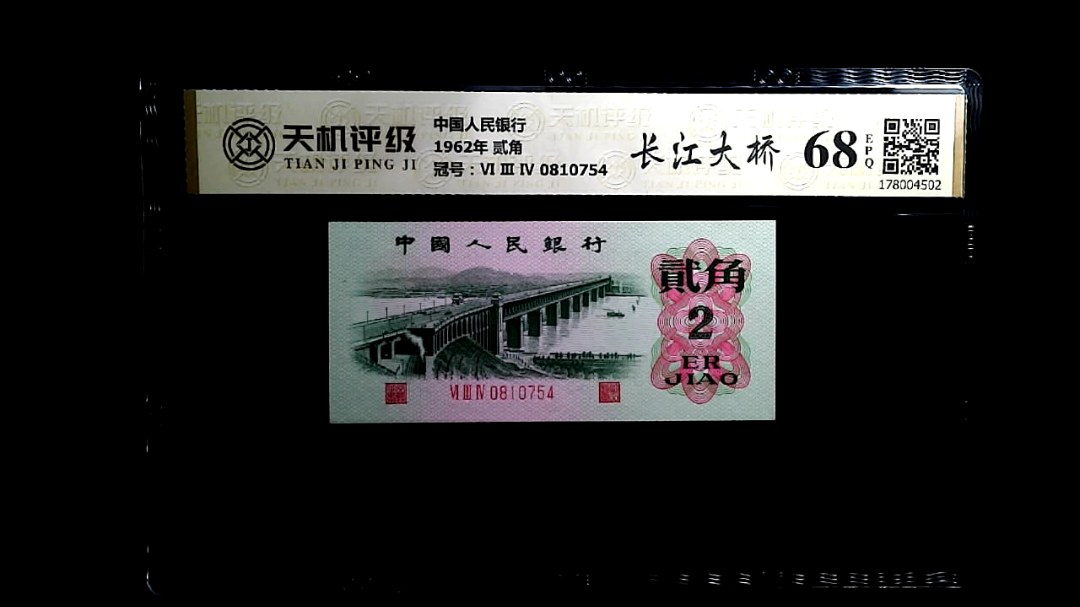 天机评级
TIAN JI PING JI
中国人民银行
1962年 贰角
冠号：Ⅵ Ⅲ Ⅳ 0810754
长江大桥
68
EPQ
178004502
中國人民銀行
貳角
2
ER
JIAO
Ⅵ Ⅲ Ⅳ 0810754